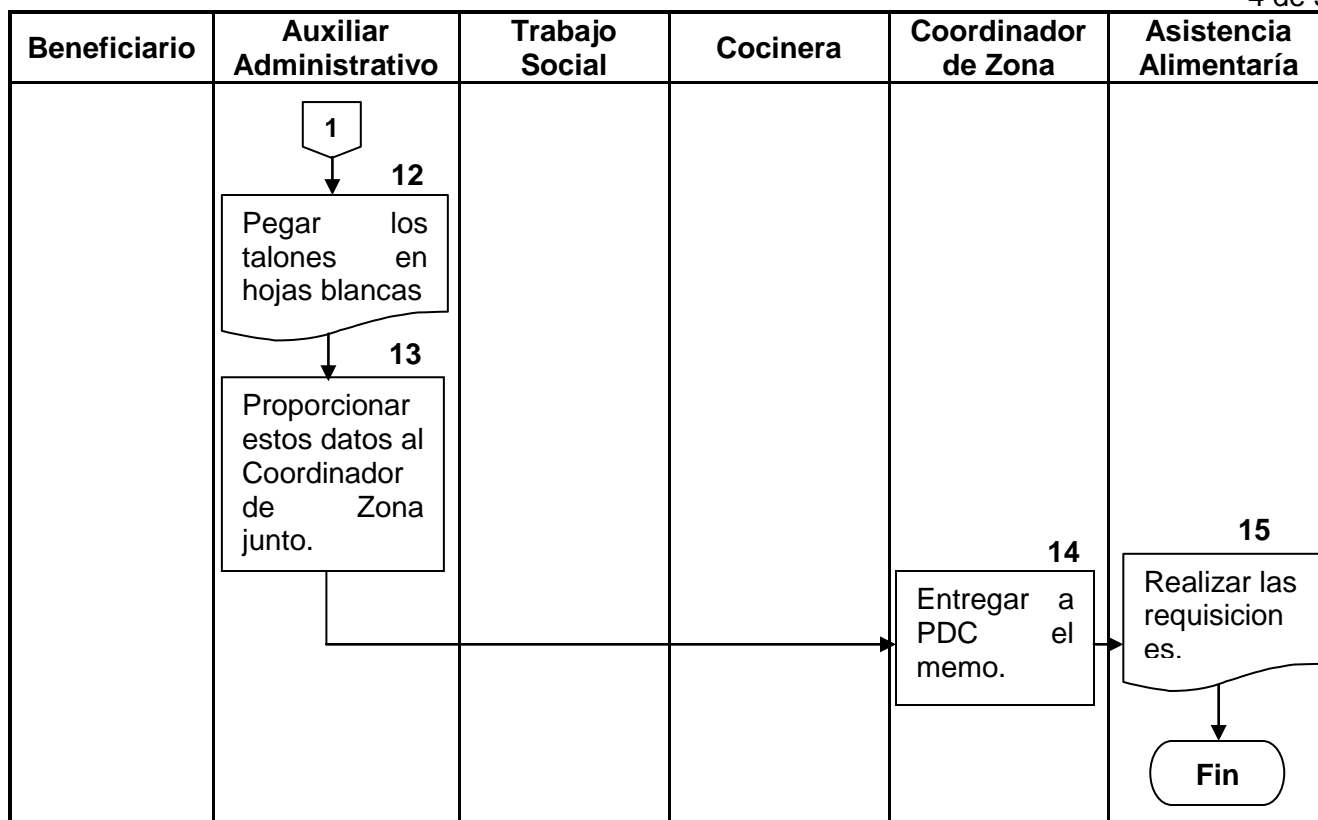 4 de
Beneficiario
Auxiliar
Administrativo
Trabajo
Social
Cocinera
Coordinador
de Zona
Asistencia
Alimentaría
1
12
Pegar los
talones en
hojas blancas
13
Proporcionar
estos datos al
Coordinador
de Zona
junto.
14
Entregar a
PDC el
memo.
15
Realizar las
requisicion
es.
Fin